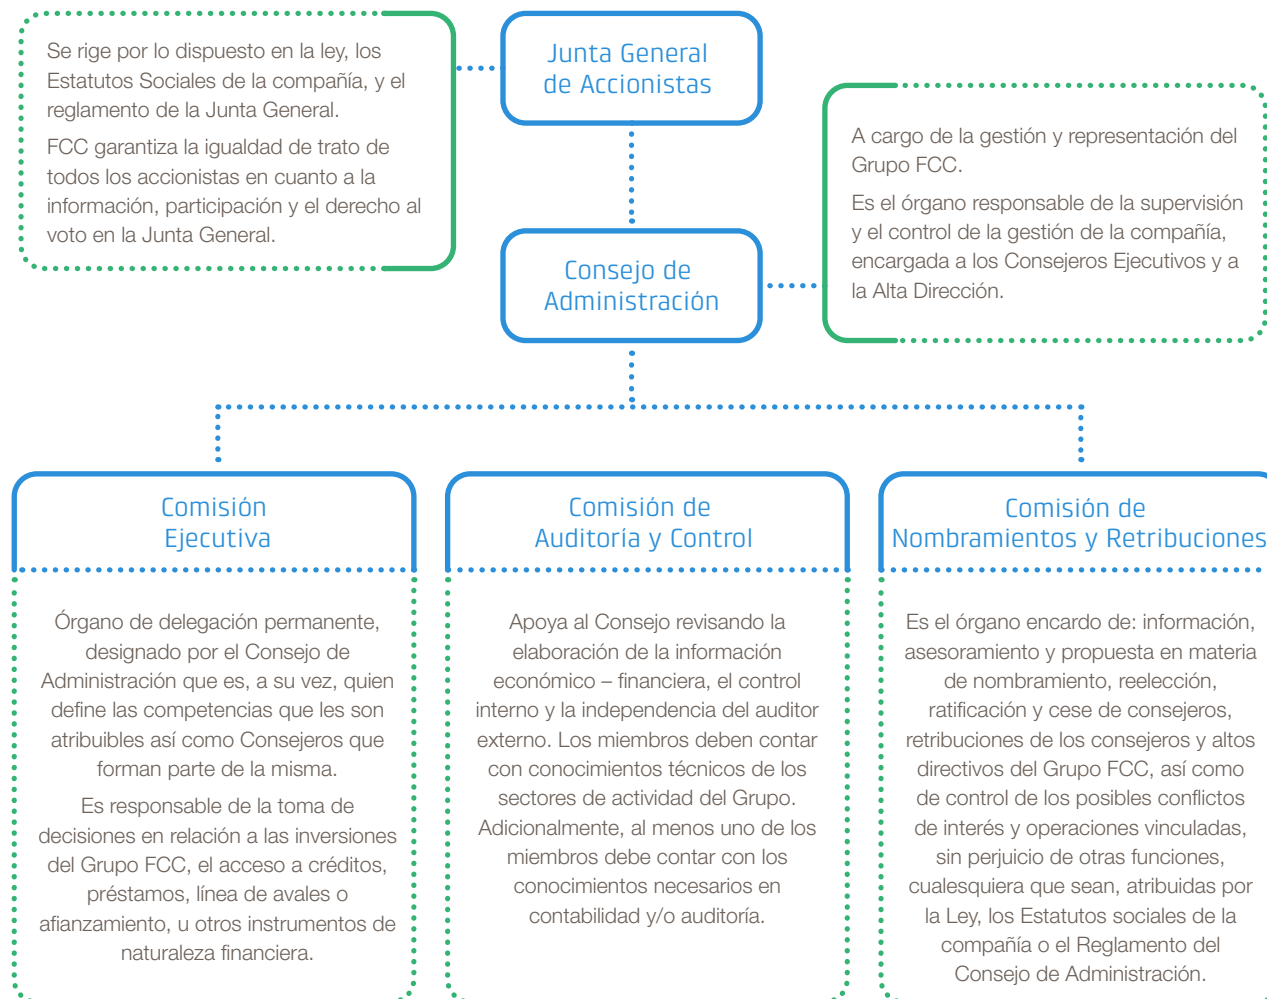 Se rige por lo dispuesto en la ley, los
Estatutos Sociales de la compañía, y el
reglamento de la Junta General.
FCC garantiza la igualdad de trato de
todos los accionistas en cuanto a la
información, participación y el derecho al
voto en la Junta General.
Junta General
de Accionistas
A cargo de la gestión y representación del
Grupo FCC.
Es el órgano responsable de la supervisión
y el control de la gestión de la compañía,
encargada a los Consejeros Ejecutivos y a
la Alta Dirección.
Consejo de
Administración
Comisión
Ejecutiva
Órgano de delegación permanente,
designado por el Consejo de
Administración que es, a su vez, quien
define las competencias que les son
atribuibles así como Consejeros que
forman parte de la misma.
Es responsable de la toma de
decisiones en relación a las inversiones
del Grupo FCC, el acceso a créditos,
préstamos, línea de avales o
afianzamiento, u otros instrumentos de
naturaleza financiera.
Comisión de
Auditoría y Control
Apoya al Consejo revisando la
elaboración de la información
económico – financiera, el control
interno y la independencia del auditor
externo. Los miembros deben contar
con conocimientos técnicos de los
sectores de actividad del Grupo.
Adicionalmente, al menos uno de los
miembros debe contar con los
conocimientos necesarios en
contabilidad y/o auditoría.
Comisión de
Nombramientos y Retribuciones
Es el órgano encardo de: información,
asesoramiento y propuesta en materia
de nombramiento, reelección,
ratificación y cese de consejeros,
retribuciones de los consejeros y altos
directivos del Grupo FCC, así como
de control de los posibles conflictos
de interés y operaciones vinculadas,
sin perjuicio de otras funciones,
cualesquiera que sean, atribuidas por
la Ley, los Estatutos sociales de la
compañía o el Reglamento del
Consejo de Administración.